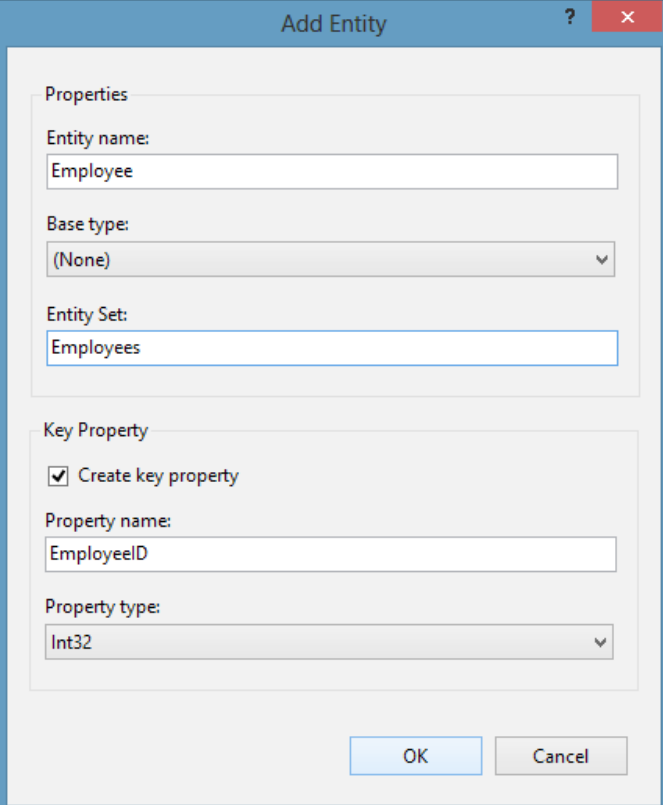 Add Entity
?
Properties
Entity name:
Employee
Base type:
(None)
Entity Set:
Employees
Key Property
Create key property
Property name:
EmployeeID
Property type:
Int32
OK Cancel